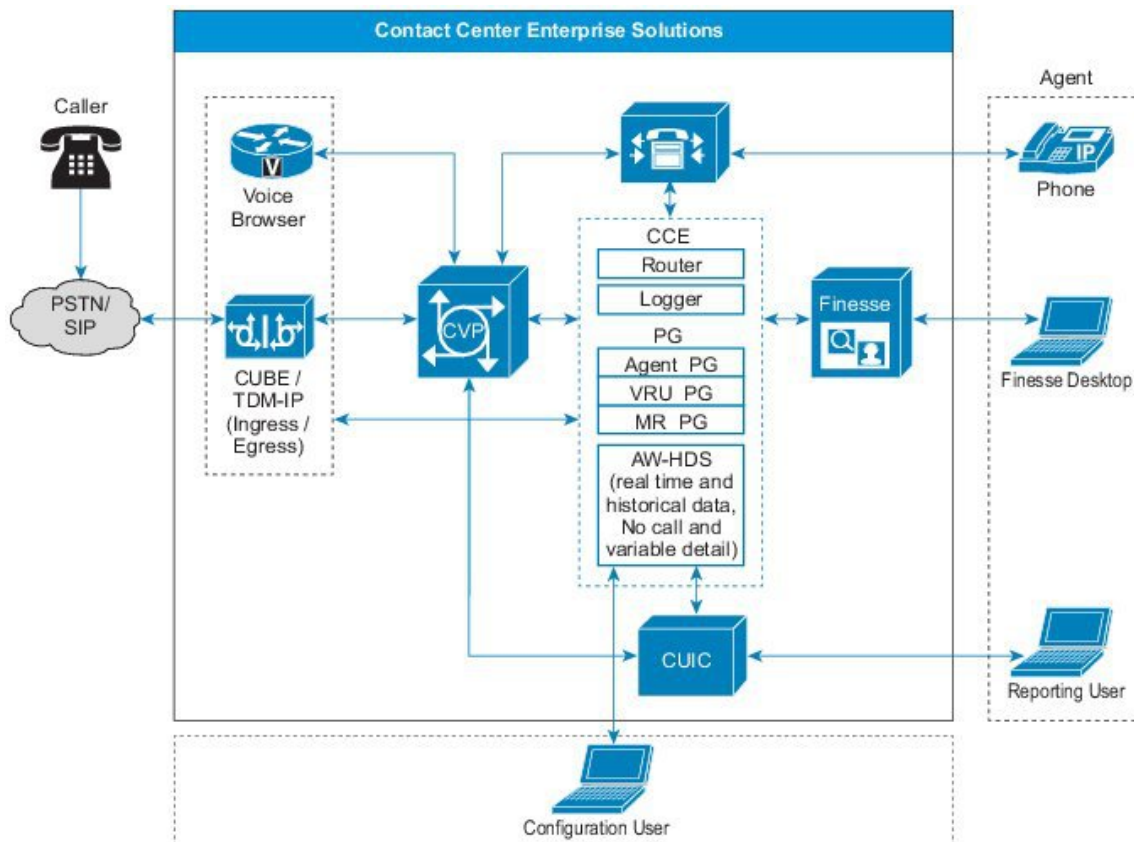 Contact Center Enterprise Solutions
Caller
PSTN/
SIP
V
Voice
Browser
CUBE /
TDM-IP
(Ingress /
Egress)
CVP
CCE
Router
Logger
PG
Agent PG
VRU PG
MR PG
AW-HDS
(real time and
historical data,
No call and
variable detail)
Finesse
CUIC
Agent
IP
Phone
Finesse Desktop
Reporting User
Configuration User